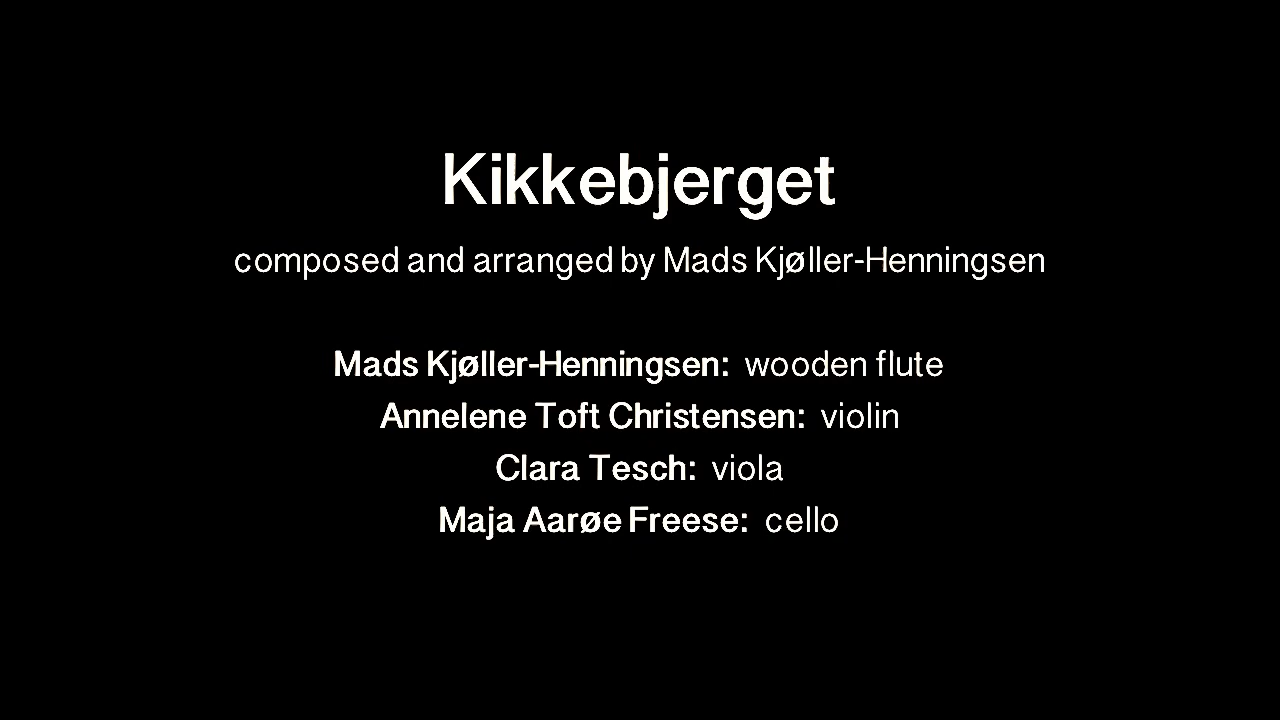 Kikkebjerget
composed and arranged by Mads Kjøller-Henningsen
Mads Kjøller-Henningsen: wooden flute
Annelene Toft Christensen: violin
Clara Tesch: viola
Maja Aarøe Freese: cello